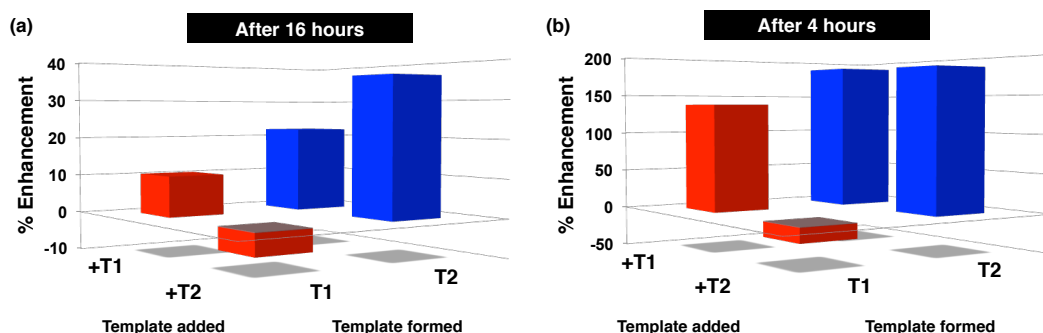 (a)
After 16 hours
% Enhancement
40
30
20
10
0
-10
+T1
+T2
T1
T2
Template added
Template formed
(b)
After 4 hours
% Enhancement
200
150
100
50
0
-50
+T1
+T2
T1
T2
Template added
Template formed